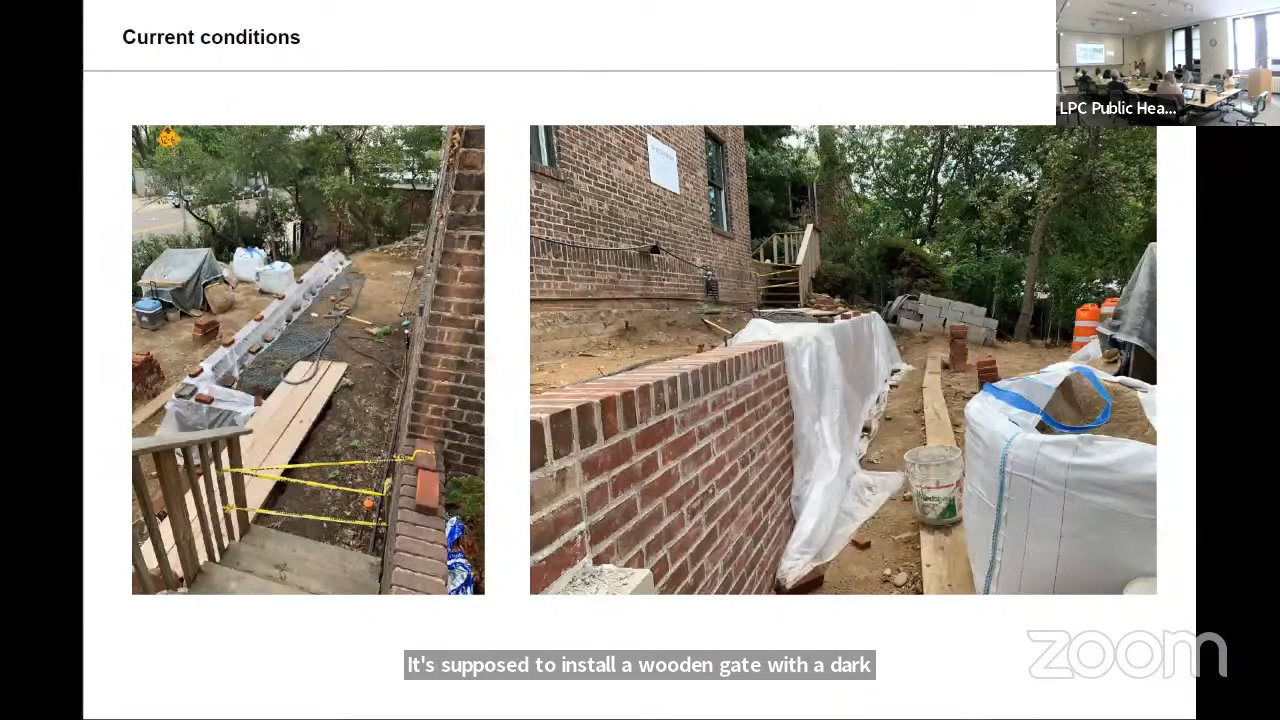 Current conditions
LPC Public Hea...
It's supposed to install a wooden gate with a dark
zoom